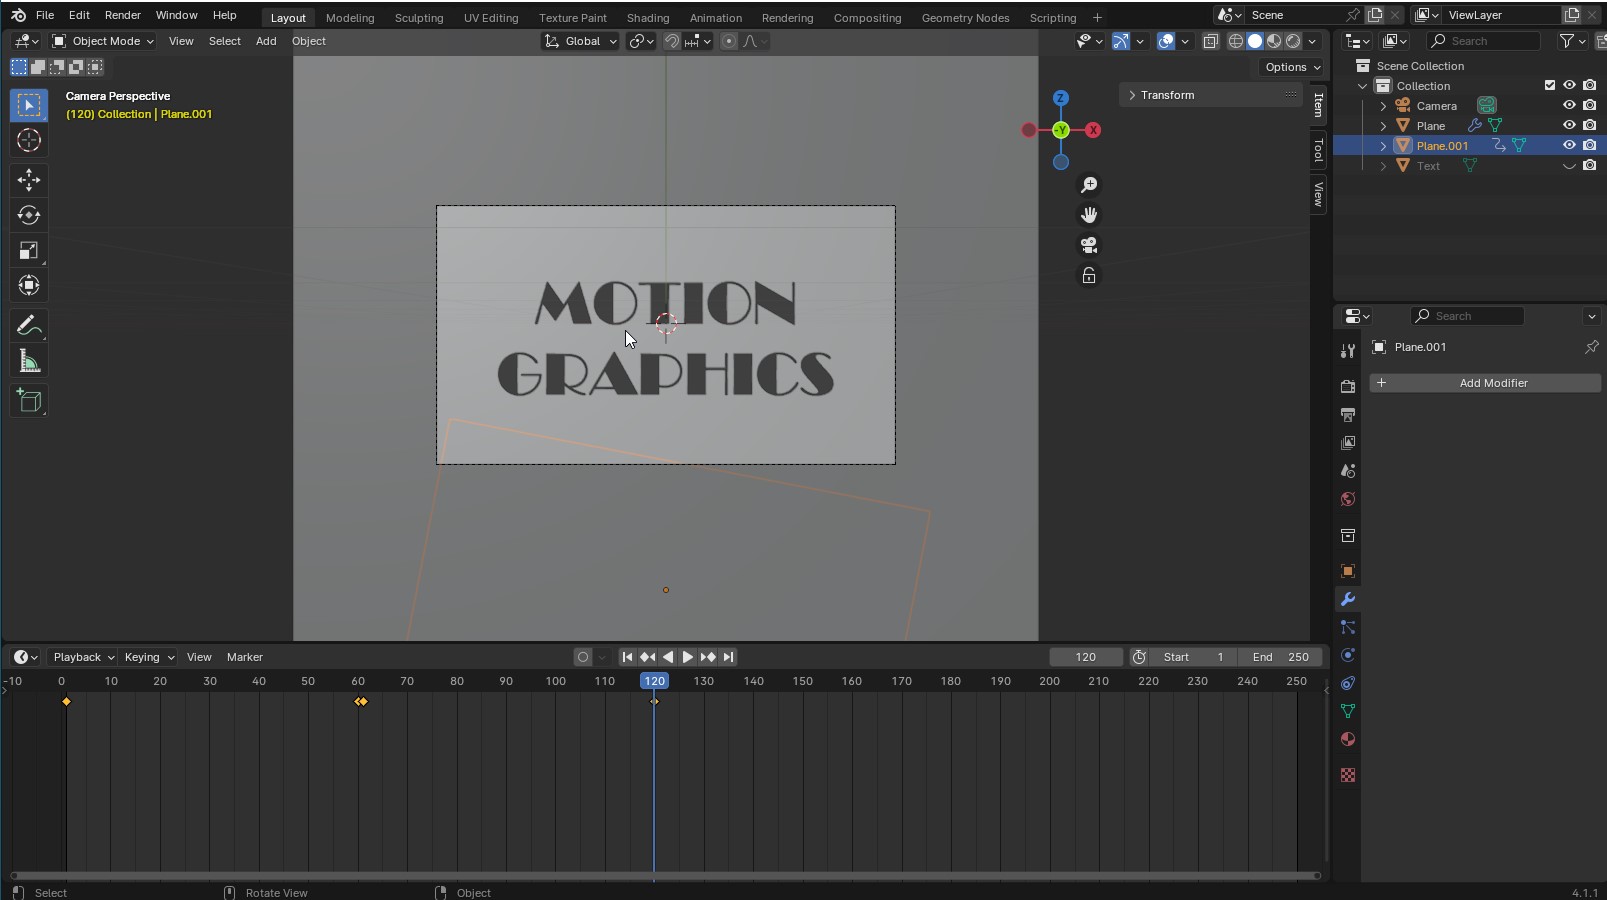 File Edit Render Window Help Layout Modeling Sculpting UV Editing Texture Paint Shading Animation Rendering Compositing Geometry Nodes Scripting + Scene ViewLayer
Object Mode View Select Add Object Global Search
Options
Scene Collection
Collection
Camera
Plane
Plane.001
Text
Camera Perspective
(120) Collection | Plane.001
Transform
Item
Tool
View
Z
-Y
X
MOTION
GRAPHICS
Search
Plane.001
+ Add Modifier
Playback Keying View Marker 120 Start 1 End 250
-10 0 10 20 30 40 50 60 70 80 90 100 110 120 130 140 150 160 170 180 190 200 210 220 230 240 250
Select Rotate View Object 4.1.1